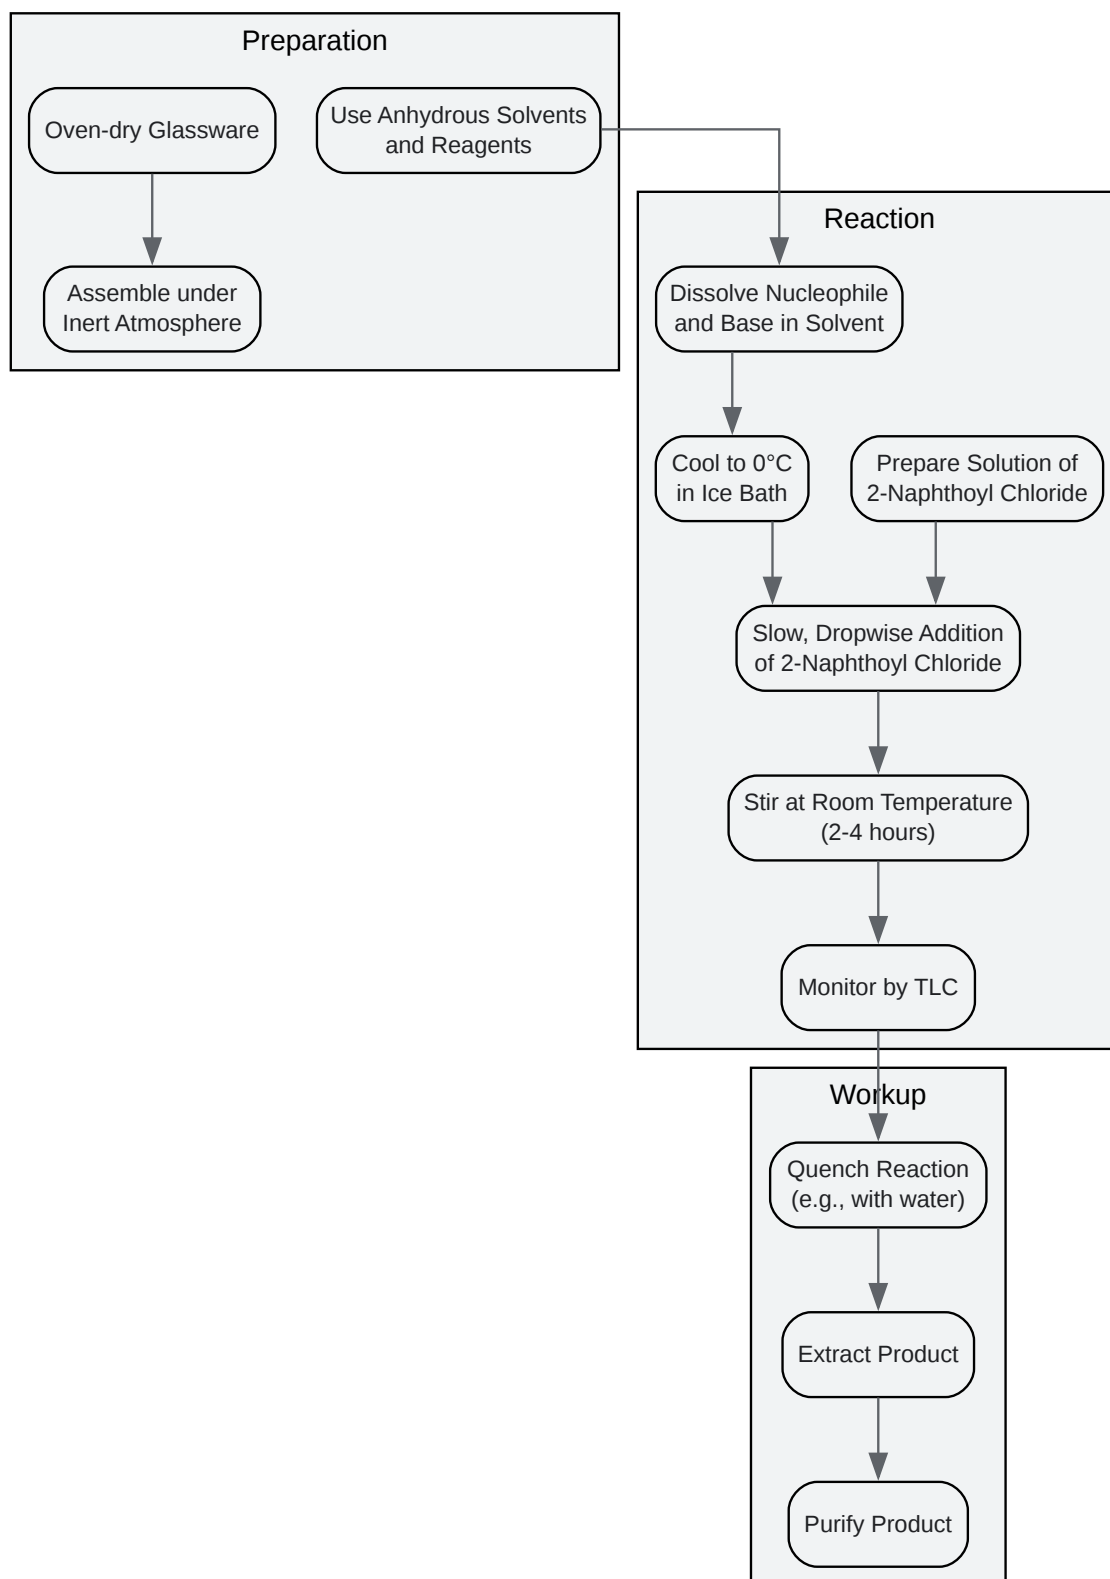 Preparation
Oven-dry Glassware
Use Anhydrous Solvents
and Reagents
Assemble under
Inert Atmosphere
Reaction
Dissolve Nucleophile
and Base in Solvent
Cool to 0°C
in Ice Bath
Prepare Solution of
2-Naphthoyl Chloride
Slow, Dropwise Addition
of 2-Naphthoyl Chloride
Stir at Room Temperature
(2-4 hours)
Monitor by TLC
Workup
Quench Reaction
(e.g., with water)
Extract Product
Purify Product